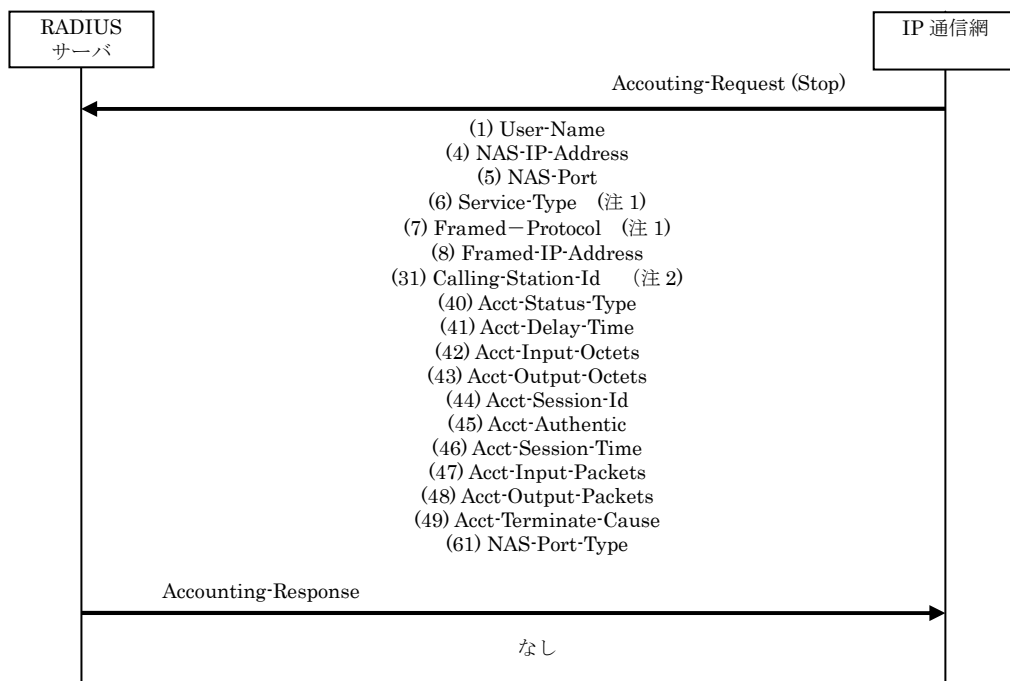 RADIUS
サーバ
IP 通信網
Accouting-Request (Stop)
(1) User-Name
(4) NAS-IP-Address
(5) NAS-Port
(6) Service-Type (注 1)
(7) Framed－Protocol (注 1)
(8) Framed-IP-Address
(31) Calling-Station-Id （注 2)
(40) Acct-Status-Type
(41) Acct-Delay-Time
(42) Acct-Input-Octets
(43) Acct-Output-Octets
(44) Acct-Session-Id
(45) Acct-Authentic
(46) Acct-Session-Time
(47) Acct-Input-Packets
(48) Acct-Output-Packets
(49) Acct-Terminate-Cause
(61) NAS-Port-Type
Accounting-Response
なし